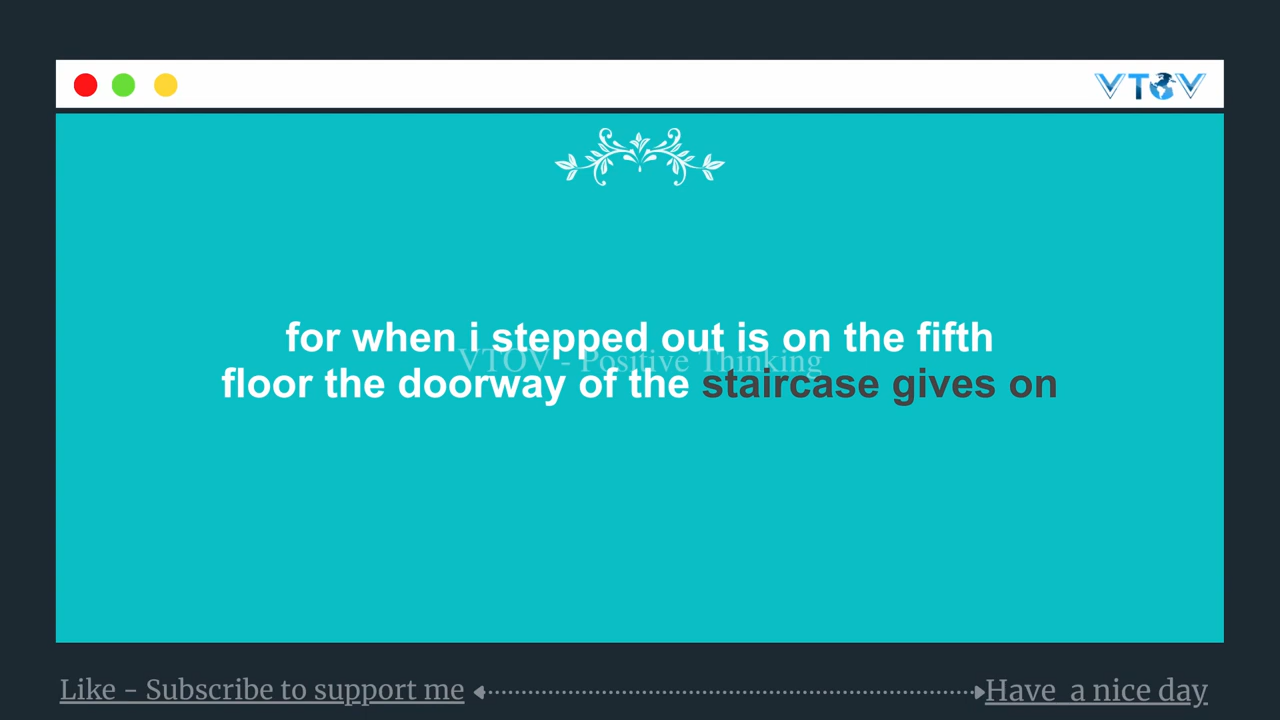 VTOV
for when i stepped out is on the fifth
VTOV - Positive Thinking
floor the doorway of the staircase gives on
Like - Subscribe to support me
Have a nice day